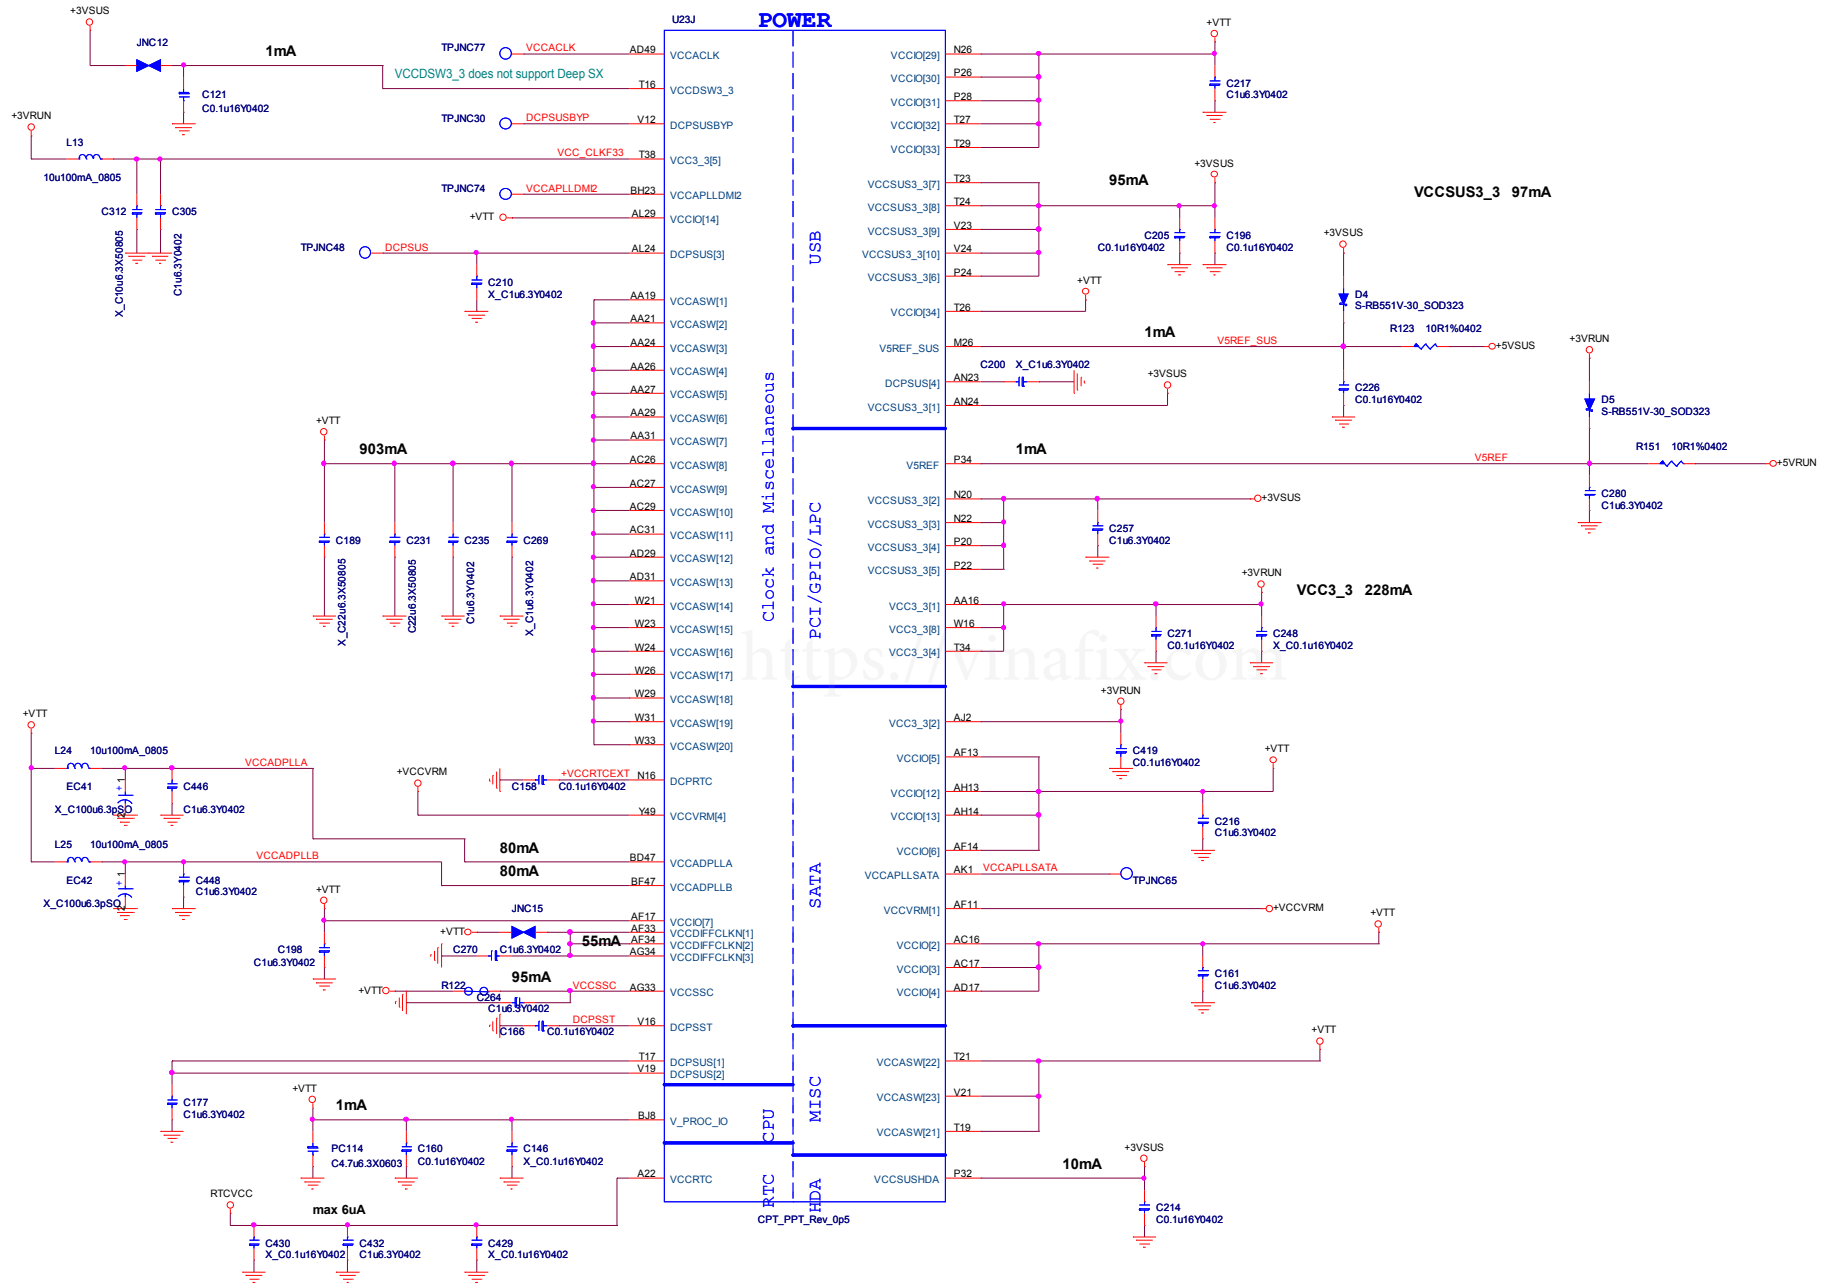 POWER
U23J
+3VSUS
JNC12
1mA
C121
C0.1u16Y0402
VCCDSW3_3 does not support Deep SX
TPJNC77
VCCACLK
AD49
VCCACLK
T16
VCCDSW3_3
TPJNC30
DCPSUSBYP
V12
DCPSUSBYP
+3VRUN
L13
10u100mA_0805
VCC_CLKF33
T38
VCC3_3[5]
C312
X_C10u6.3X50805
C305
C1u6.3Y0402
TPJNC74
VCCAPLLDMI2
BH23
VCCAPLLDMI2
+VTT
AL29
VCCIO[14]
TPJNC48
DCPSUS
AL24
DCPSUS[3]
C210
X_C1u6.3Y0402
AA19
VCCASW[1]
AA21
VCCASW[2]
AA24
VCCASW[3]
AA26
VCCASW[4]
AA27
VCCASW[5]
AA29
VCCASW[6]
AA31
VCCASW[7]
AC26
VCCASW[8]
AC27
VCCASW[9]
AC29
VCCASW[10]
AC31
VCCASW[11]
AD29
VCCASW[12]
AD31
VCCASW[13]
W21
VCCASW[14]
W23
VCCASW[15]
W24
VCCASW[16]
W26
VCCASW[17]
W29
VCCASW[18]
W31
VCCASW[19]
W33
VCCASW[20]
+VTT
903mA
C189
X_C22u6.3X50805
C231
C22u6.3X50805
C235
C1u6.3Y0402
C269
X_C1u6.3Y0402
C158
+VCCRTCEXT
C0.1u16Y0402
N16
DCPRTC
+VCCVRM
Y49
VCCVRM[4]
+VTT
L24
10u100mA_0805
VCCADPLLA
EC41
+
1
2
X_C100u6.3pSO
C446
C1u6.3Y0402
80mA
BD47
VCCADPLLA
L25
10u100mA_0805
VCCADPLLB
EC42
+
1
2
X_C100u6.3pSO
C448
C1u6.3Y0402
80mA
BF47
VCCADPLLB
+VTT
C198
C1u6.3Y0402
AF17
VCCIO[7]
JNC15
+VTT
C270
C1u6.3Y0402
55mA
AF33
VCCDIFFCLKN[1]
AF34
VCCDIFFCLKN[2]
AG34
VCCDIFFCLKN[3]
95mA
+VTT
R122
C264
C1u6.3Y0402
VCCSSC
AG33
VCCSSC
C166
DCPSST
C0.1u16Y0402
V16
DCPSST
T17
DCPSUS[1]
V19
DCPSUS[2]
C177
C1u6.3Y0402
+VTT
1mA
BJ8
V_PROC_IO
PC114
C4.7u6.3X0603
C160
C0.1u16Y0402
C146
X_C0.1u16Y0402
A22
VCCRTC
RTCVCC
max 6uA
C430
X_C0.1u16Y0402
C432
C1u6.3Y0402
C429
X_C0.1u16Y0402
Clock and Miscellaneous
CPU
RTC
USB
PCI/GPIO/LPC
SATA
MISC
HDA
CPT_PPT_Rev_0p5
VCCIO[29]
N26
VCCIO[30]
P26
VCCIO[31]
P28
VCCIO[32]
T27
VCCIO[33]
T29
+VTT
C217
C1u6.3Y0402
VCCSUS3_3[7]
T23
VCCSUS3_3[8]
T24
VCCSUS3_3[9]
V23
VCCSUS3_3[10]
V24
VCCSUS3_3[6]
P24
95mA
+3VSUS
C205
C0.1u16Y0402
C196
C0.1u16Y0402
VCCSUS3_3 97mA
VCCIO[34]
T26
+VTT
V5REF_SUS
M26
1mA
V5REF_SUS
+3VSUS
D4
S-RB551V-30_SOD323
R123
10R1%0402
+5VSUS
C226
C0.1u16Y0402
DCPSUS[4]
AN23
C200
X_C1u6.3Y0402
VCCSUS3_3[1]
AN24
+3VSUS
V5REF
P34
1mA
V5REF
+3VRUN
D5
S-RB551V-30_SOD323
R151
10R1%0402
+5VRUN
C280
C1u6.3Y0402
VCCSUS3_3[2]
N20
VCCSUS3_3[3]
N22
VCCSUS3_3[4]
P20
VCCSUS3_3[5]
P22
+3VSUS
C257
C1u6.3Y0402
VCC3_3[1]
AA16
VCC3_3[8]
W16
VCC3_3[4]
T34
+3VRUN
VCC3_3 228mA
C271
C0.1u16Y0402
C248
X_C0.1u16Y0402
https://vinafix.com
VCC3_3[2]
AJ2
+3VRUN
C419
C0.1u16Y0402
VCCIO[5]
AF13
VCCIO[12]
AH13
VCCIO[13]
AH14
VCCIO[6]
AF14
+VTT
C216
C1u6.3Y0402
VCCAPLLSATA
AK1
VCCAPLLSATA
TPJNC65
VCCVRM[1]
AF11
+VCCVRM
VCCIO[2]
AC16
VCCIO[3]
AC17
VCCIO[4]
AD17
+VTT
C161
C1u6.3Y0402
VCCASW[22]
T21
VCCASW[23]
V21
VCCASW[21]
T19
+VTT
VCCSUSHDA
P32
10mA
+3VSUS
C214
C0.1u16Y0402